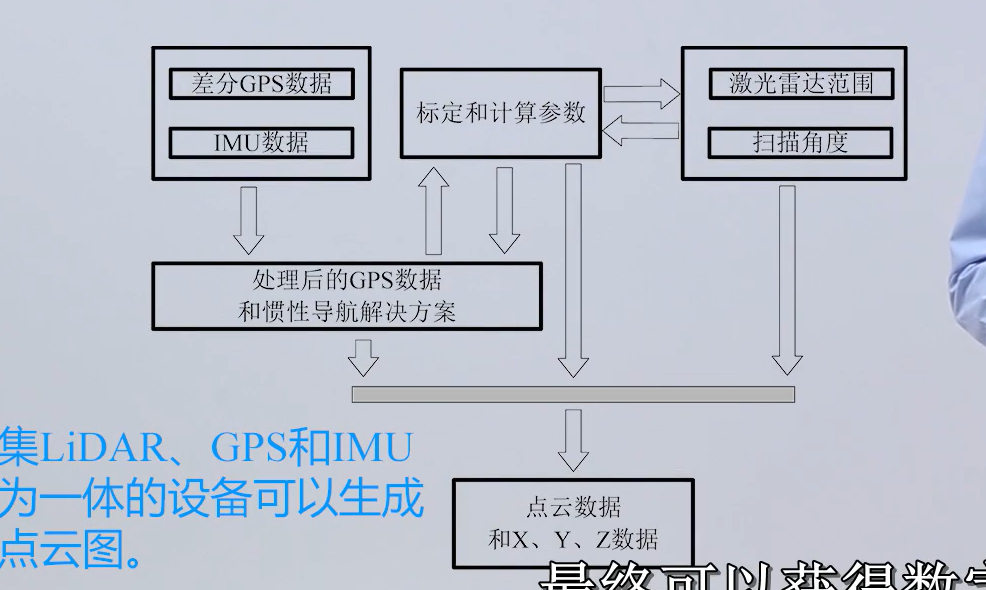 差分GPS数据
IMU数据
标定和计算参数
激光雷达范围
扫描角度
处理后的GPS数据
和惯性导航解决方案
集LiDAR、GPS和IMU
为一体的设备可以生成
点云图。
点云数据
和X、Y、Z数据
最终可以获得数字